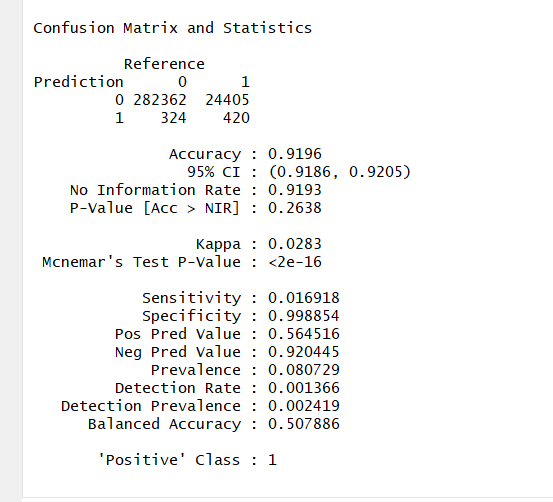 Confusion Matrix and Statistics
Reference
Prediction 0 1
0 282362 24405
1 324 420
Accuracy : 0.9196
95% CI : (0.9186, 0.9205)
No Information Rate : 0.9193
P-Value [Acc > NIR] : 0.2638
Kappa : 0.0283
Mcnemar's Test P-Value : <2e-16
Sensitivity : 0.016918
Specificity : 0.998854
Pos Pred Value : 0.564516
Neg Pred Value : 0.920445
Prevalence : 0.080729
Detection Rate : 0.001366
Detection Prevalence : 0.002419
Balanced Accuracy : 0.507886
'Positive' Class : 1